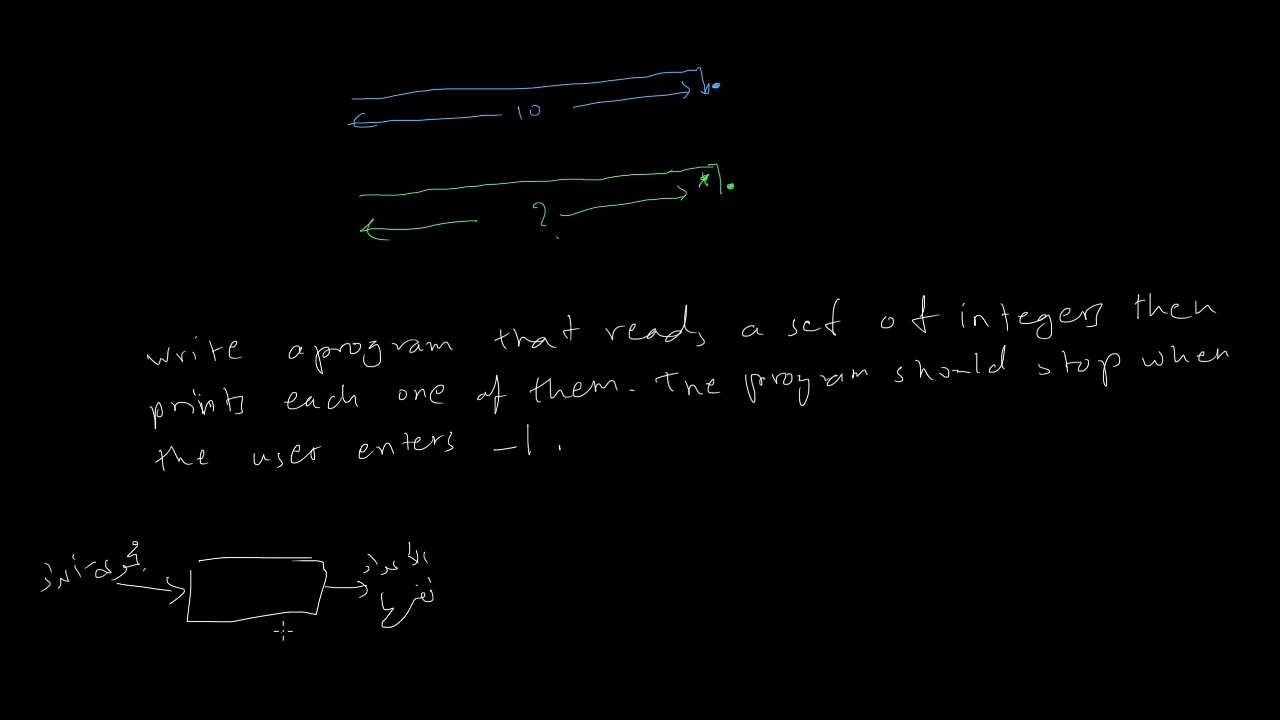 10
?
write a program that reads a set of integers then
prints each one of them. The program should stop when
the user enters -1.
مجموعة أعداد
الأعداد
نفسها